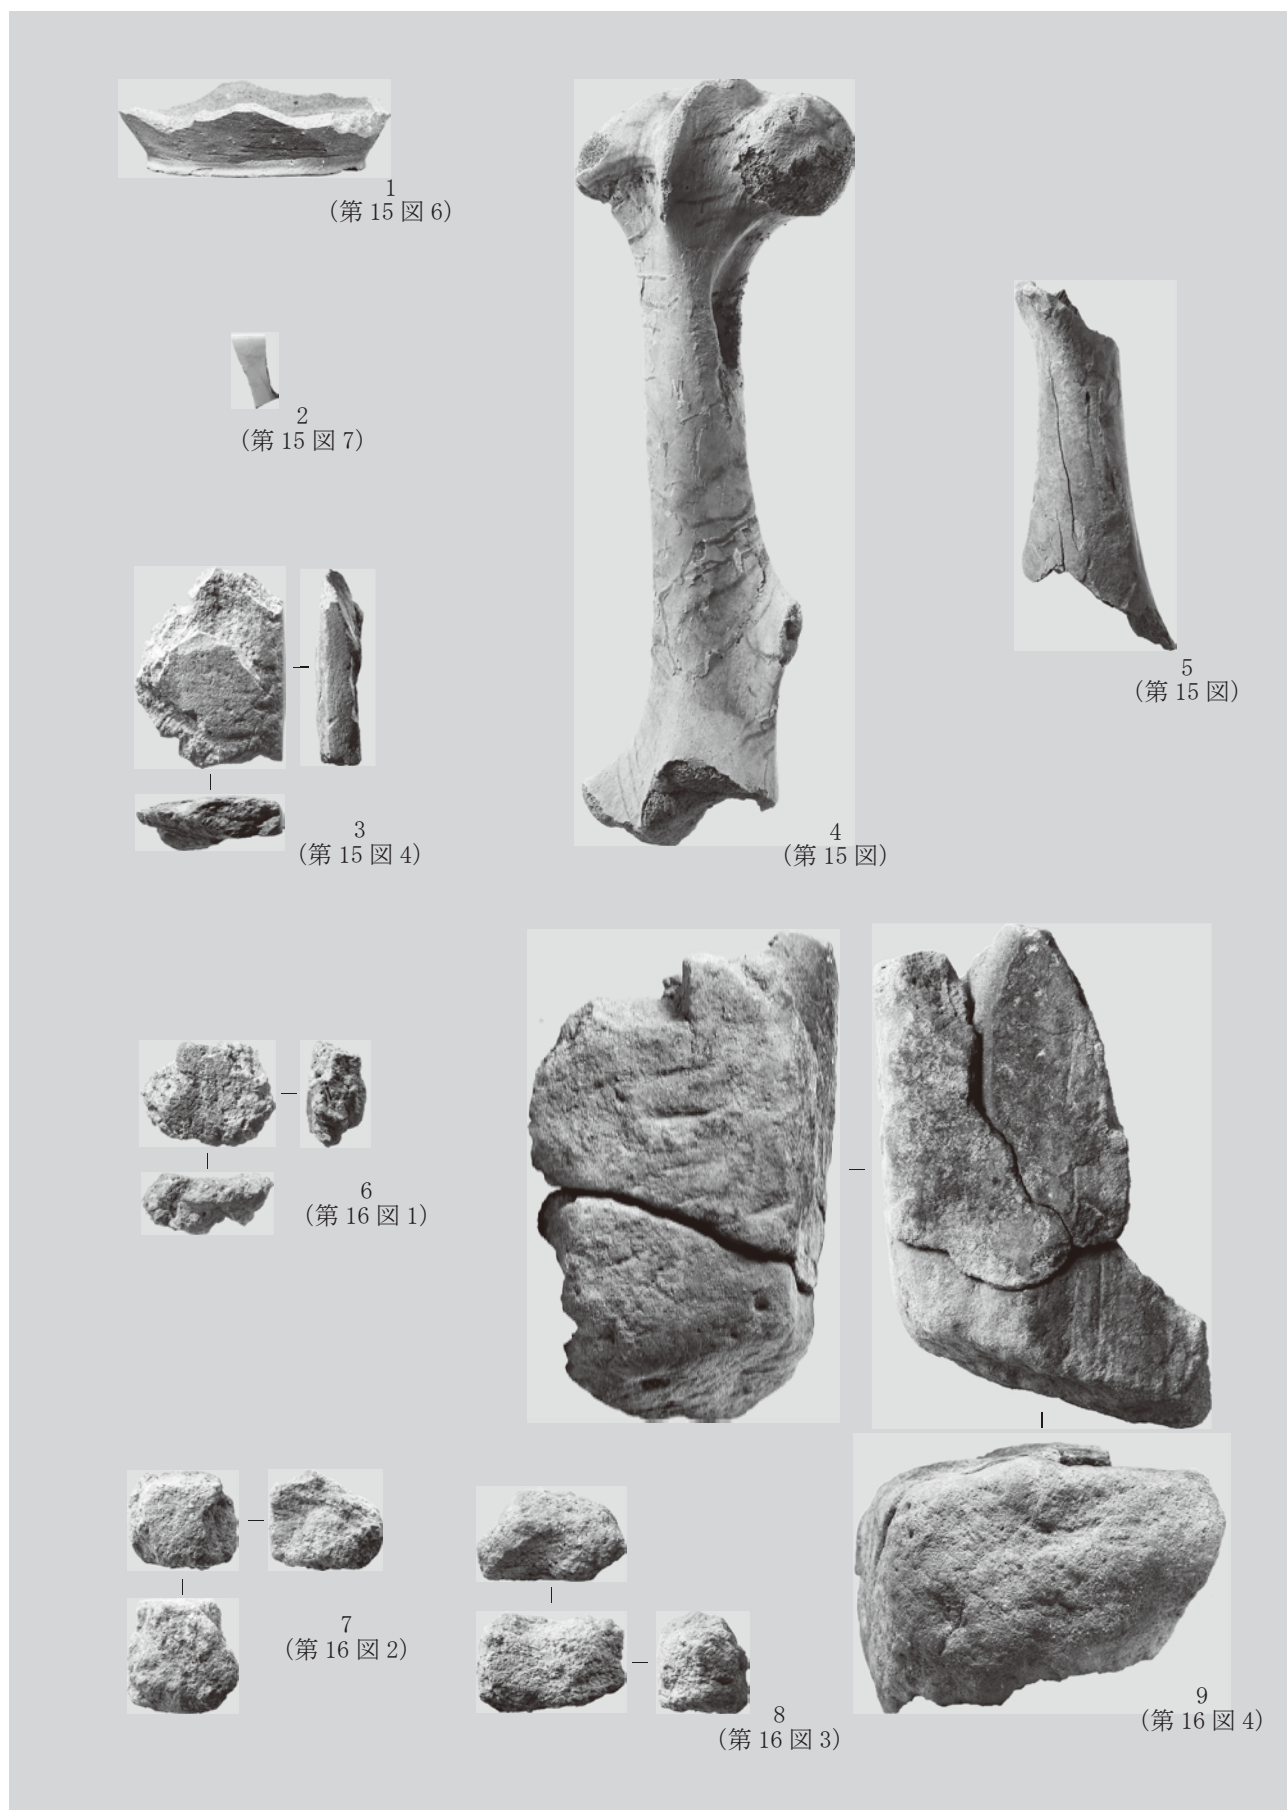 1
（第 15 図 6）
2
（第 15 図 7）
3
（第 15 図 4）
4
（第 15 図）
5
（第 15 図）
6
（第 16 図 1）
7
（第 16 図 2）
8
（第 16 図 3）
9
（第 16 図 4）